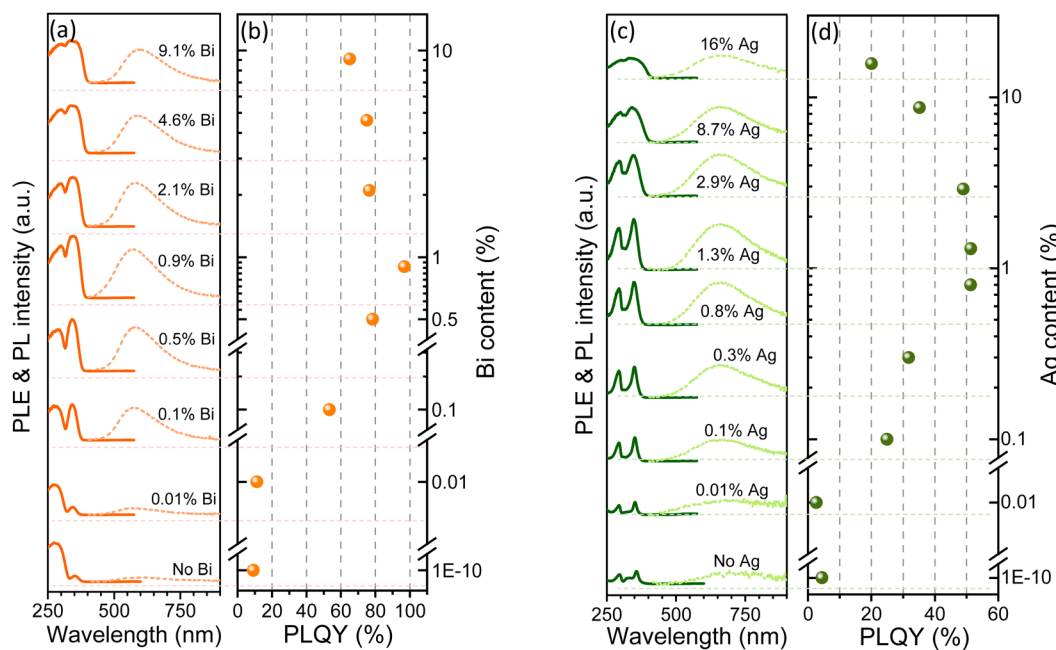 (a)
9.1% Bi
4.6% Bi
2.1% Bi
0.9% Bi
0.5% Bi
0.1% Bi
0.01% Bi
No Bi
PLE & PL intensity (a.u.)
250 500 750
Wavelength (nm)
(b)
10
1
0.5
0.1
0.01
1E-10
Bi content (%)
0 20 40 60 80 100
PLQY (%)
(c)
16% Ag
8.7% Ag
2.9% Ag
1.3% Ag
0.8% Ag
0.3% Ag
0.1% Ag
0.01% Ag
No Ag
PLE & PL intensity (a.u.)
250 500 750
Wavelength (nm)
(d)
10
1
0.1
0.01
1E-10
Ag content (%)
0 20 40 60
PLQY (%)